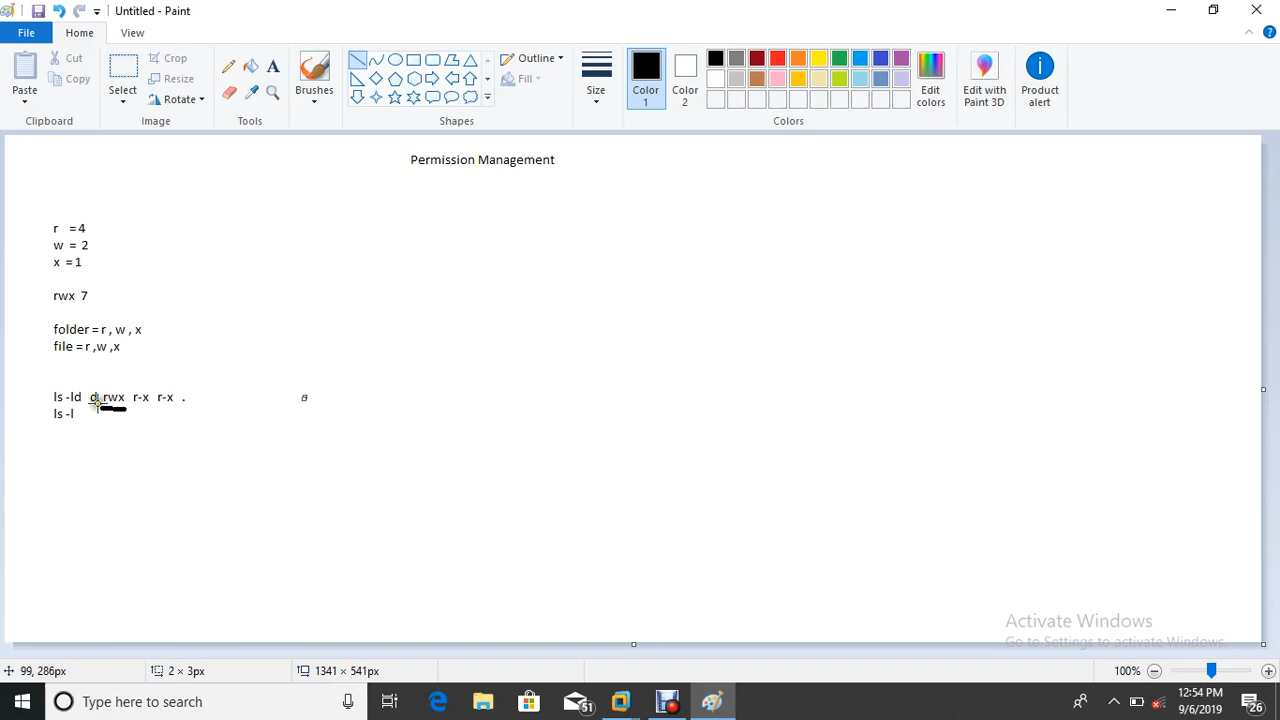 Untitled - Paint
File Home View
Paste
Cut
Copy
Clipboard
Select
Crop
Resize
Rotate
Image
Tools
Brushes
Outline
Fill
Shapes
Size
Color 1
Color 2
Colors
Edit colors
Edit with Paint 3D
Product alert
Permission Management
r = 4
w = 2
x = 1
rwx 7
folder = r , w , x
file = r ,w ,x
ls -ld d rwx r-x r-x .
ls -l
Activate Windows
Go to Settings to activate Windows.
99, 286px
2 × 3px
1341 × 541px
100%
Type here to search
51
12:54 PM
9/6/2019
26